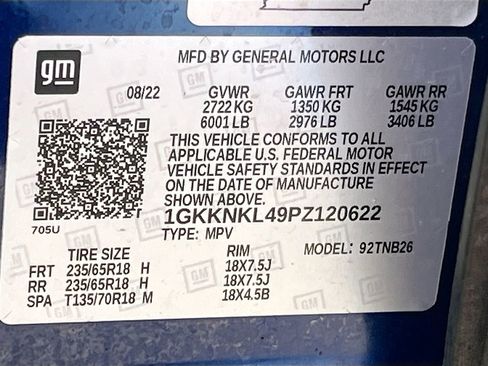 gm
MFD BY GENERAL MOTORS LLC
08/22 GVWR GAWR FRT GAWR RR
2722 KG 1350 KG 1545 KG
6001 LB 2976 LB 3406 LB
THIS VEHICLE CONFORMS TO ALL
APPLICABLE U.S. FEDERAL MOTOR
VEHICLE SAFETY STANDARDS IN EFFECT
ON THE DATE OF MANUFACTURE
SHOWN ABOVE.
705U
1GKKNKL49PZ120622
TYPE: MPV MODEL: 92TNB26
TIRE SIZE RIM
FRT 235/65R18 H 18X7.5J
RR 235/65R18 H 18X7.5J
SPA T135/70R18 M 18X4.5B